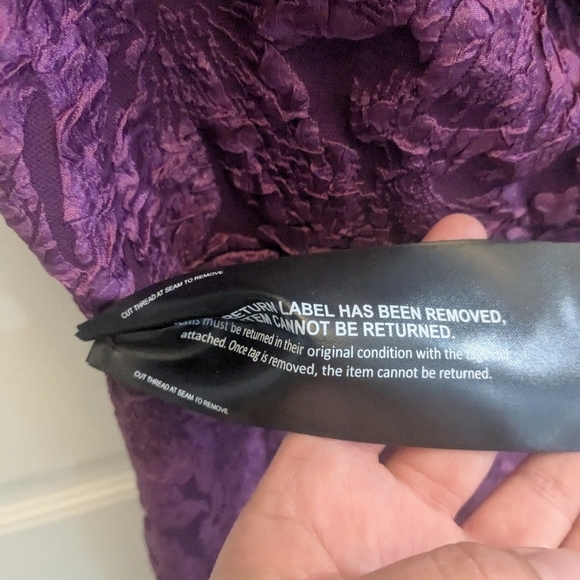 CUT THREAD AT SEAM TO REMOVE
RETURN LABEL HAS BEEN REMOVED,
ITEM CANNOT BE RETURNED.
Items must be returned in their original condition with the tags
attached. Once tag is removed, the item cannot be returned.
CUT THREAD AT SEAM TO REMOVE